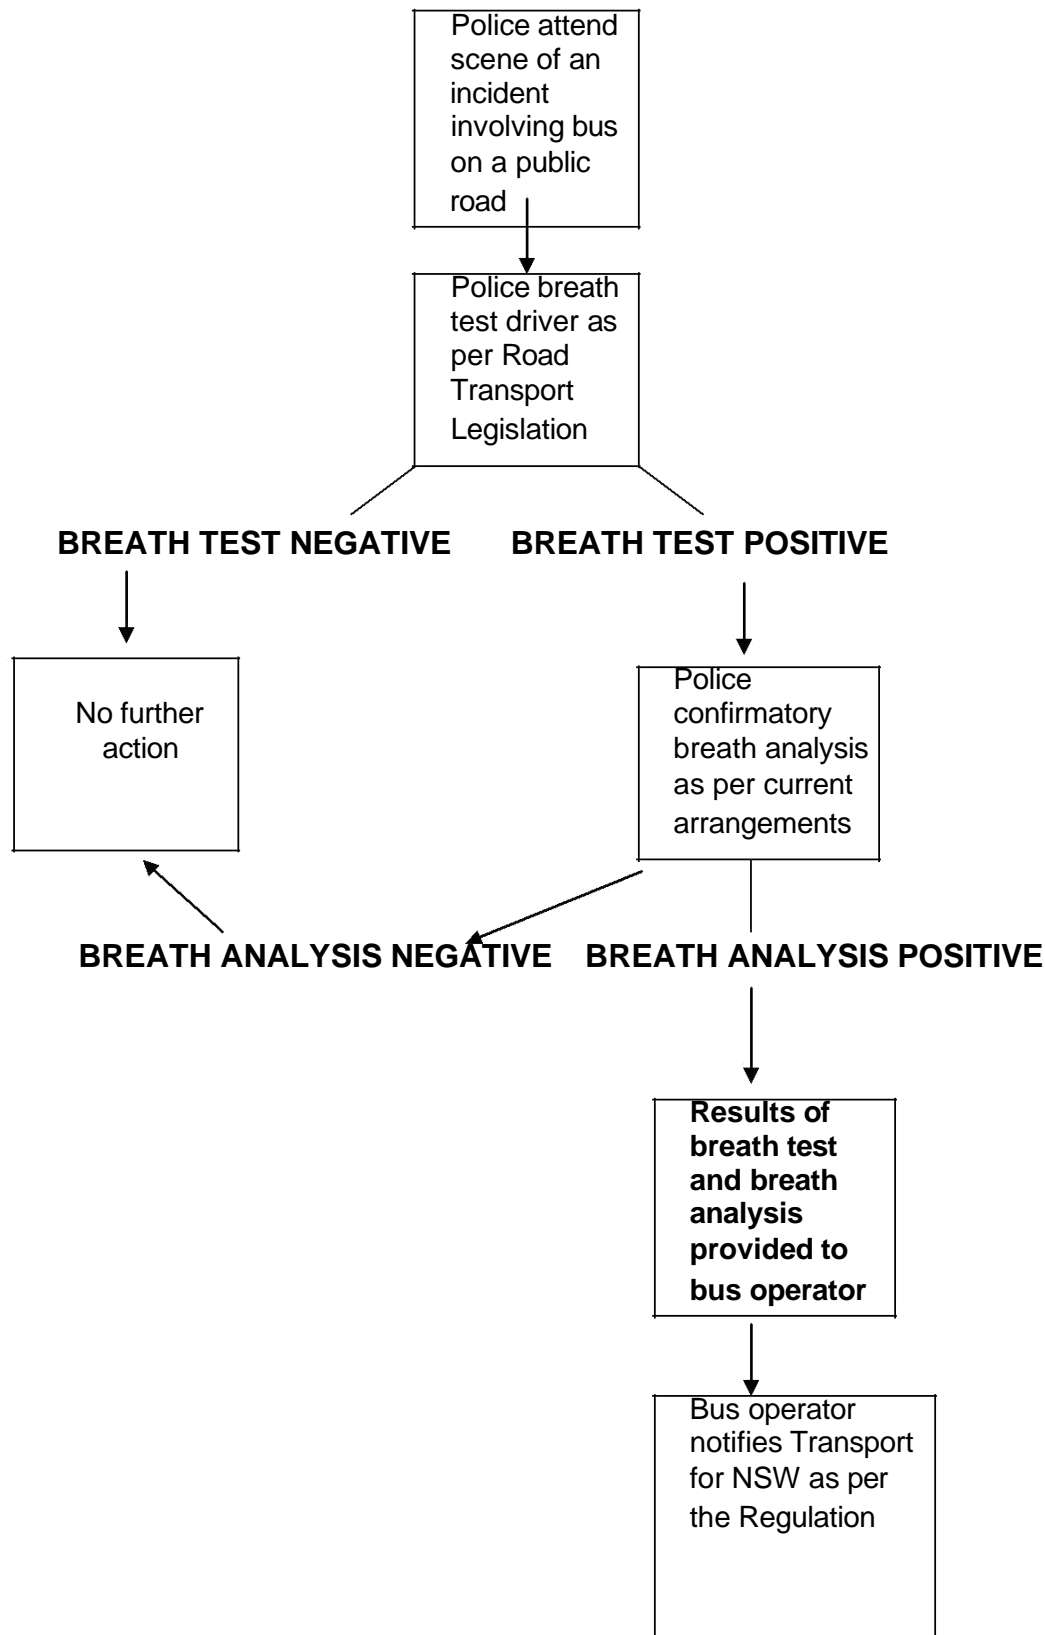 Police attend
scene of an
incident
involving bus
on a public
road
Police breath
test driver as
per Road
Transport
Legislation
BREATH TEST NEGATIVE
BREATH TEST POSITIVE
No further
action
Police
confirmatory
breath analysis
as per current
arrangements
BREATH ANALYSIS NEGATIVE
BREATH ANALYSIS POSITIVE
Results of
breath test
and breath
analysis
provided to
bus operator
Bus operator
notifies Transport
for NSW as per
the Regulation